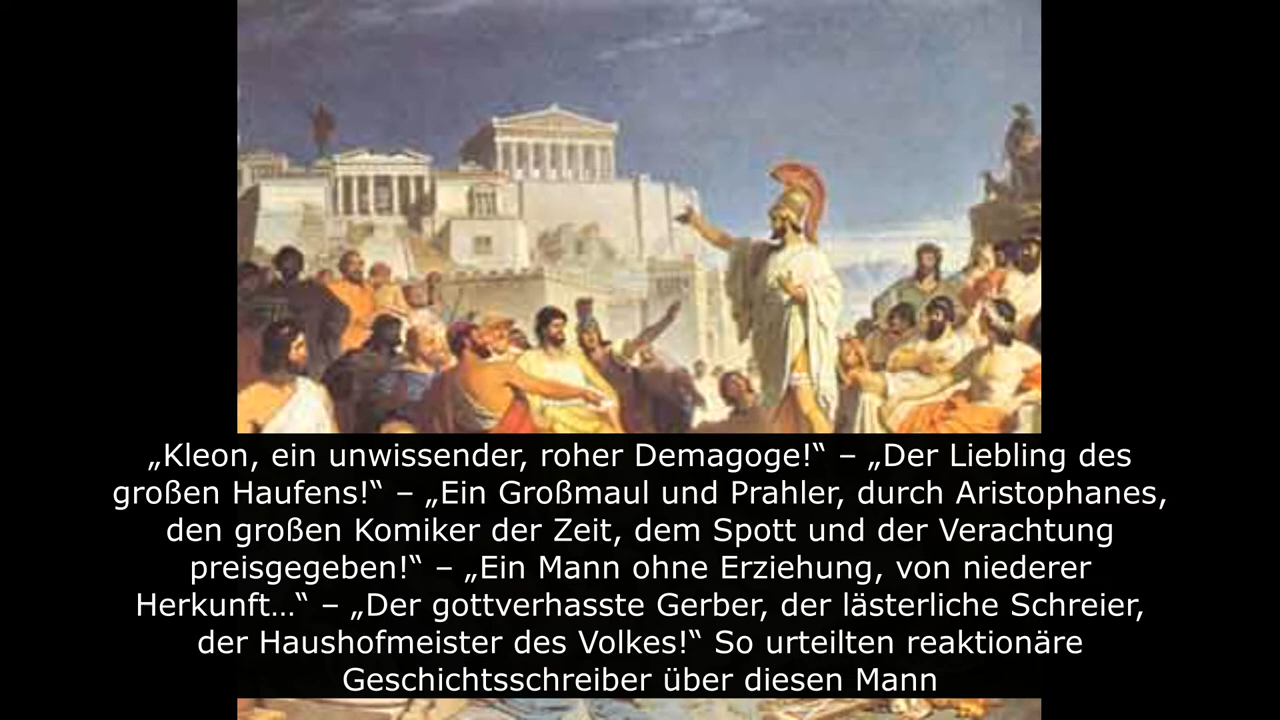 „Kleon, ein unwissender, roher Demagoge!“ – „Der Liebling des
großen Haufens!“ – „Ein Großmaul und Prahler, durch Aristophanes,
den großen Komiker der Zeit, dem Spott und der Verachtung
preisgegeben!“ – „Ein Mann ohne Erziehung, von niederer
Herkunft…“ – „Der gottverhasste Gerber, der lästerliche Schreier,
der Haushofmeister des Volkes!“ So urteilten reaktionäre
Geschichtsschreiber über diesen Mann